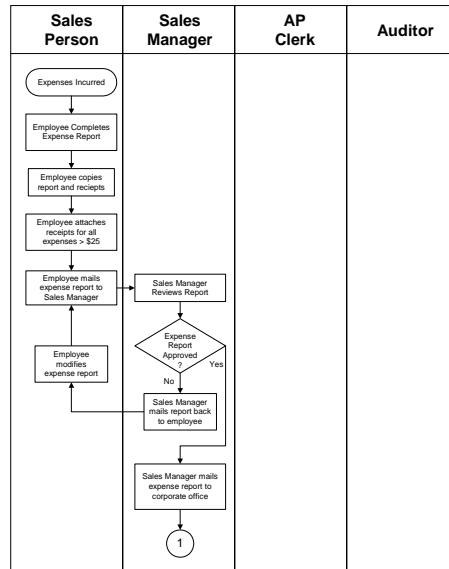 Sales
Person
Sales
Manager
AP
Clerk
Auditor
Expenses Incurred
Employee Completes
Expense Report
Employee copies
report and reciepts
Employee attaches
receipts for all
expenses > $25
Employee mails
expense report to
Sales Manager
Sales Manager
Reviews Report
Expense
Report
Approved
?
Yes
No
Employee
modifies
expense report
Sales Manager
mails report back
to employee
Sales Manager mails
expense report to
corporate office
1